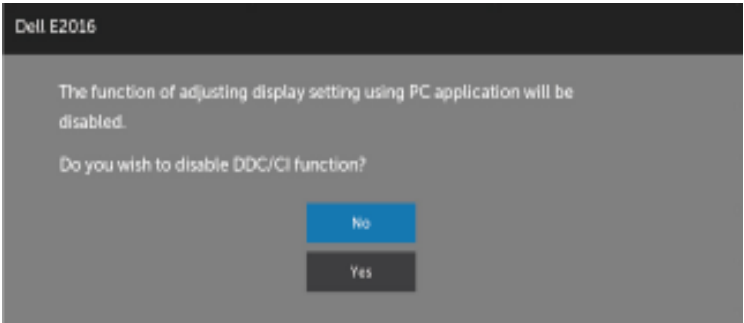 Dell E2016
The function of adjusting display setting using PC application will be
disabled.
Do you wish to disable DDC/CI function?
No
Yes